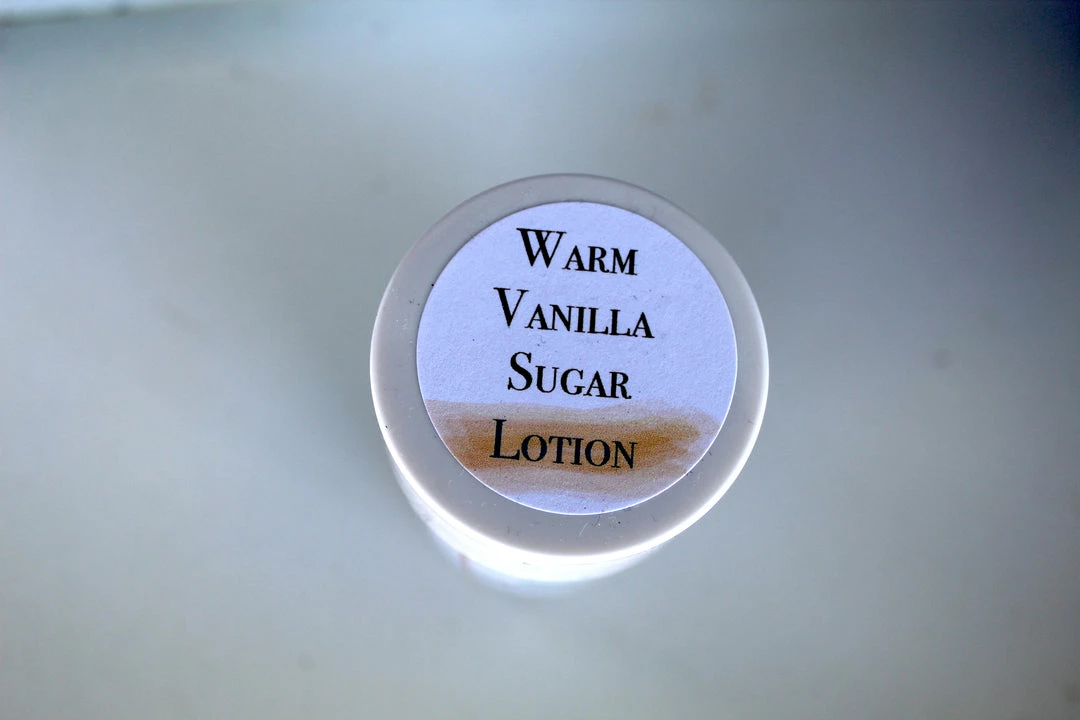 Warm
Vanilla
Sugar
Lotion